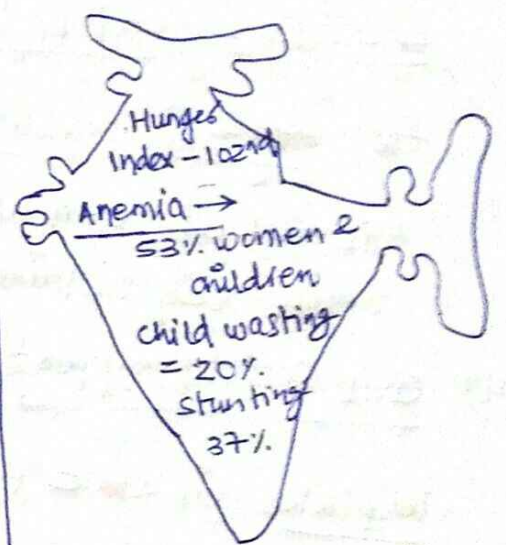 Hunger
Index - 102nd
Anemia →
53% women &
children
child wasting
= 20%.
stunting
37%.